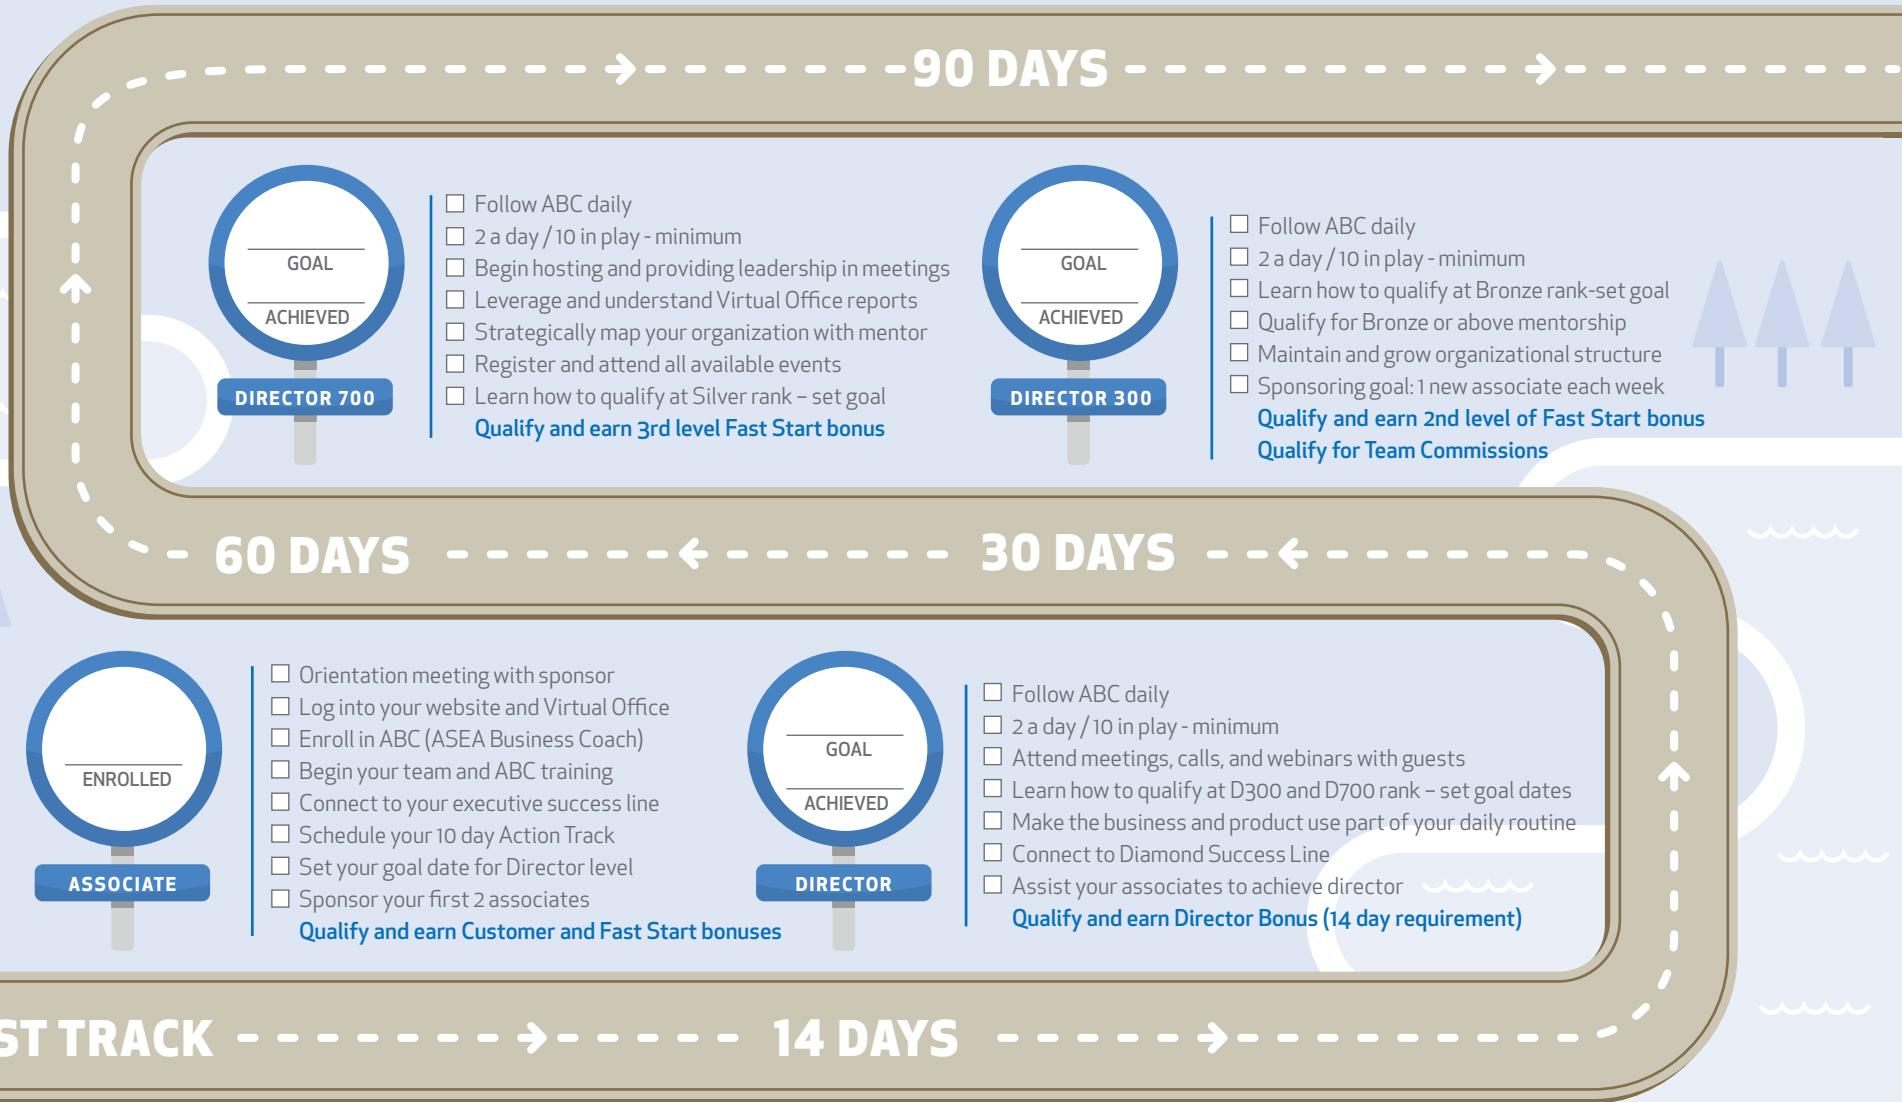 90 DAYS
GOAL
ACHIEVED
DIRECTOR 700
Follow ABC daily
2 a day / 10 in play - minimum
Begin hosting and providing leadership in meetings
Leverage and understand Virtual Office reports
Strategically map your organization with mentor
Register and attend all available events
Learn how to qualify at Silver rank – set goal
Qualify and earn 3rd level Fast Start bonus
GOAL
ACHIEVED
DIRECTOR 300
Follow ABC daily
2 a day / 10 in play - minimum
Learn how to qualify at Bronze rank-set goal
Qualify for Bronze or above mentorship
Maintain and grow organizational structure
Sponsoring goal: 1 new associate each week
Qualify and earn 2nd level of Fast Start bonus
Qualify for Team Commissions
60 DAYS
30 DAYS
ENROLLED
ASSOCIATE
Orientation meeting with sponsor
Log into your website and Virtual Office
Enroll in ABC (ASEA Business Coach)
Begin your team and ABC training
Connect to your executive success line
Schedule your 10 day Action Track
Set your goal date for Director level
Sponsor your first 2 associates
Qualify and earn Customer and Fast Start bonuses
GOAL
ACHIEVED
DIRECTOR
Follow ABC daily
2 a day / 10 in play - minimum
Attend meetings, calls, and webinars with guests
Learn how to qualify at D300 and D700 rank – set goal dates
Make the business and product use part of your daily routine
Connect to Diamond Success Line
Assist your associates to achieve director
Qualify and earn Director Bonus (14 day requirement)
ST TRACK
14 DAYS